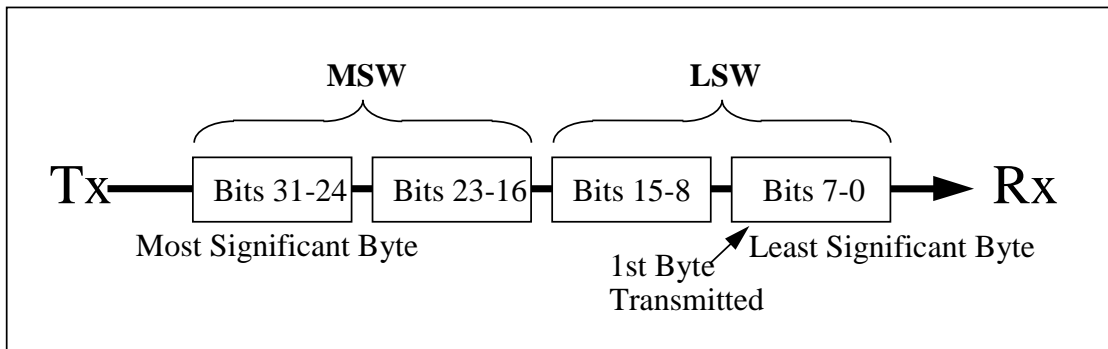 MSW
LSW
Tx
Bits 31-24
Bits 23-16
Bits 15-8
Bits 7-0
Rx
Most Significant Byte
1st Byte
Transmitted
Least Significant Byte